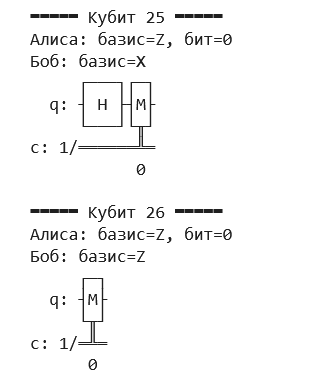 ===== Кубит 25 =====
Алиса: базис=Z, бит=0
Боб: базис=X
H M
q:
c: 1/
0
===== Кубит 26 =====
Алиса: базис=Z, бит=0
Боб: базис=Z
q: M
c: 1/
0